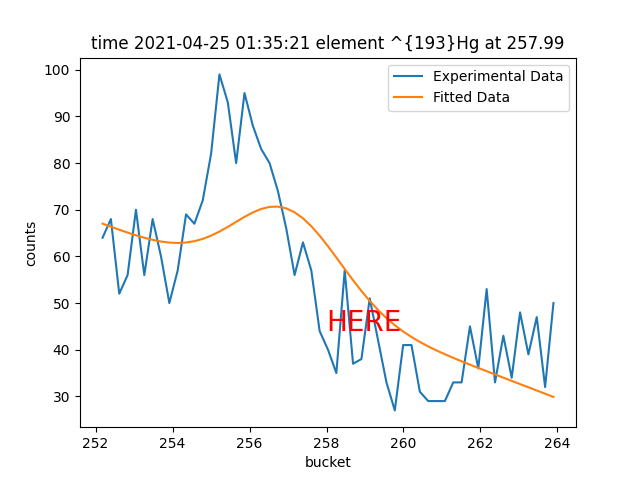 time 2021-04-25 01:35:21 element ^{193}Hg at 257.99
Experimental Data
Fitted Data
100
90
80
70
60
50
40
30
counts
HERE
252 254 256 258 260 262 264
bucket